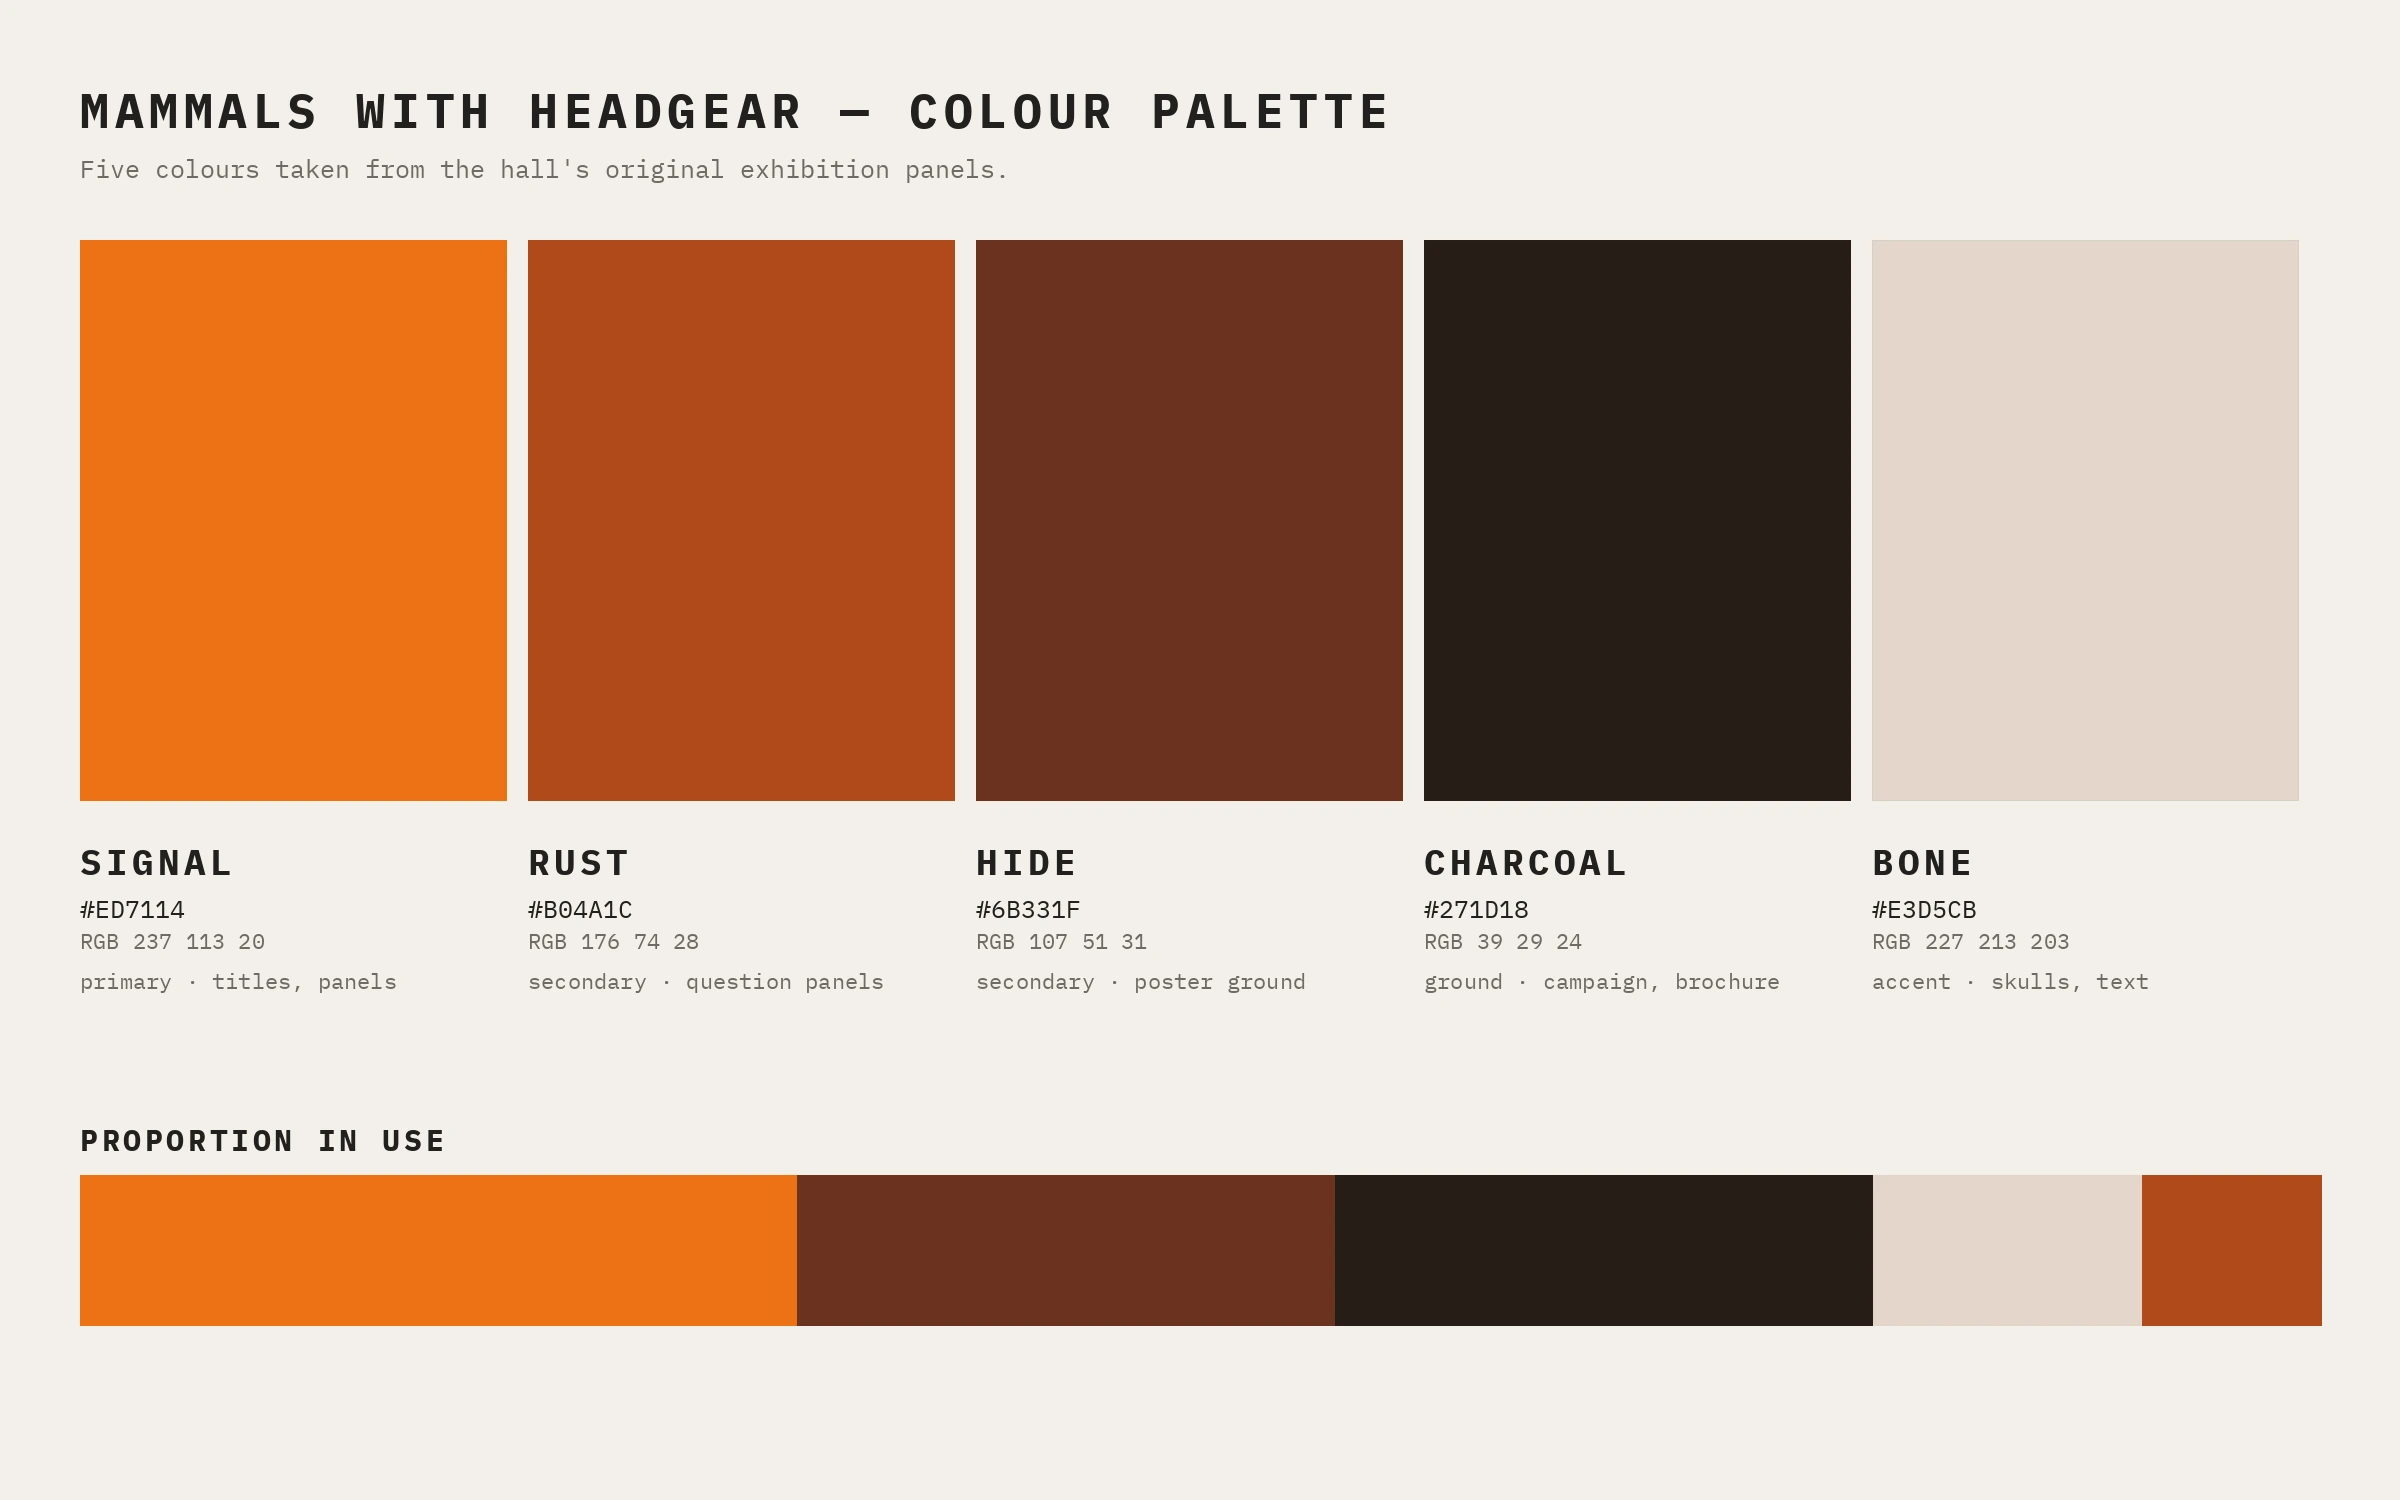 MAMMALS WITH HEADGEAR — COLOUR PALETTE
Five colours taken from the hall's original exhibition panels.
SIGNAL
#ED7114
RGB 237 113 20
primary · titles, panels
RUST
#B04A1C
RGB 176 74 28
secondary · question panels
HIDE
#6B331F
RGB 107 51 31
secondary · poster ground
CHARCOAL
#271D18
RGB 39 29 24
ground · campaign, brochure
BONE
#E3D5CB
RGB 227 213 203
accent · skulls, text
PROPORTION IN USE